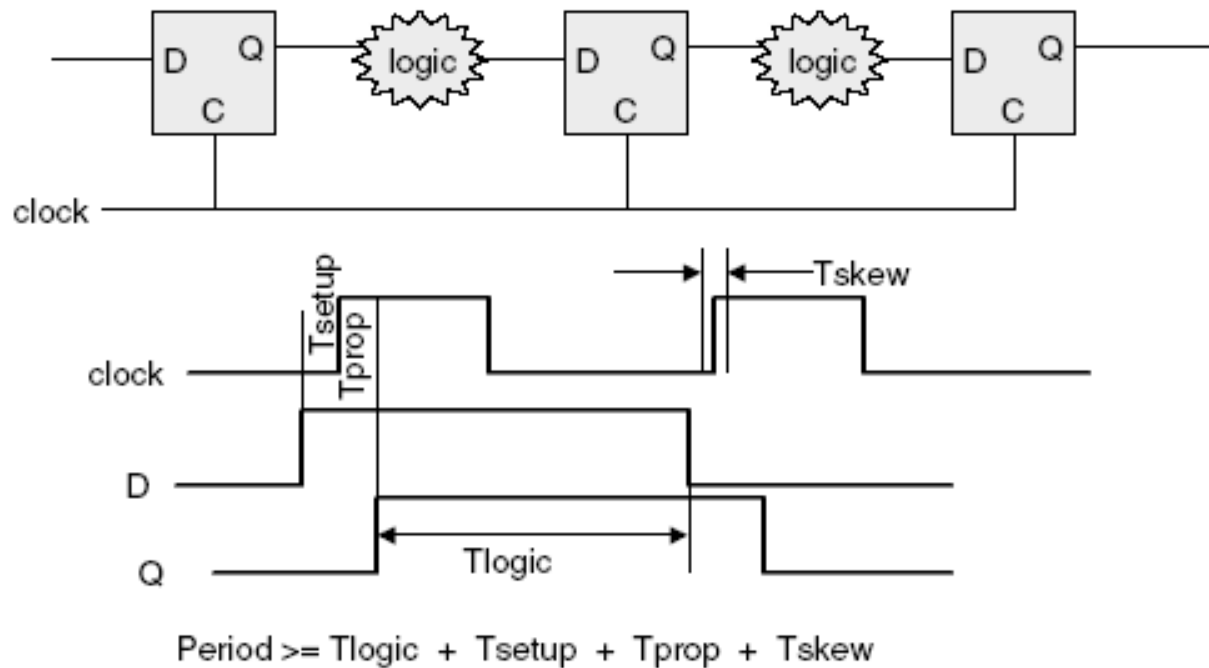 D Q logic D Q logic D Q
C C C
clock
Tsetup
Tprop
Tskew
clock
D
Tlogic
Q
Period >= Tlogic + Tsetup + Tprop + Tskew